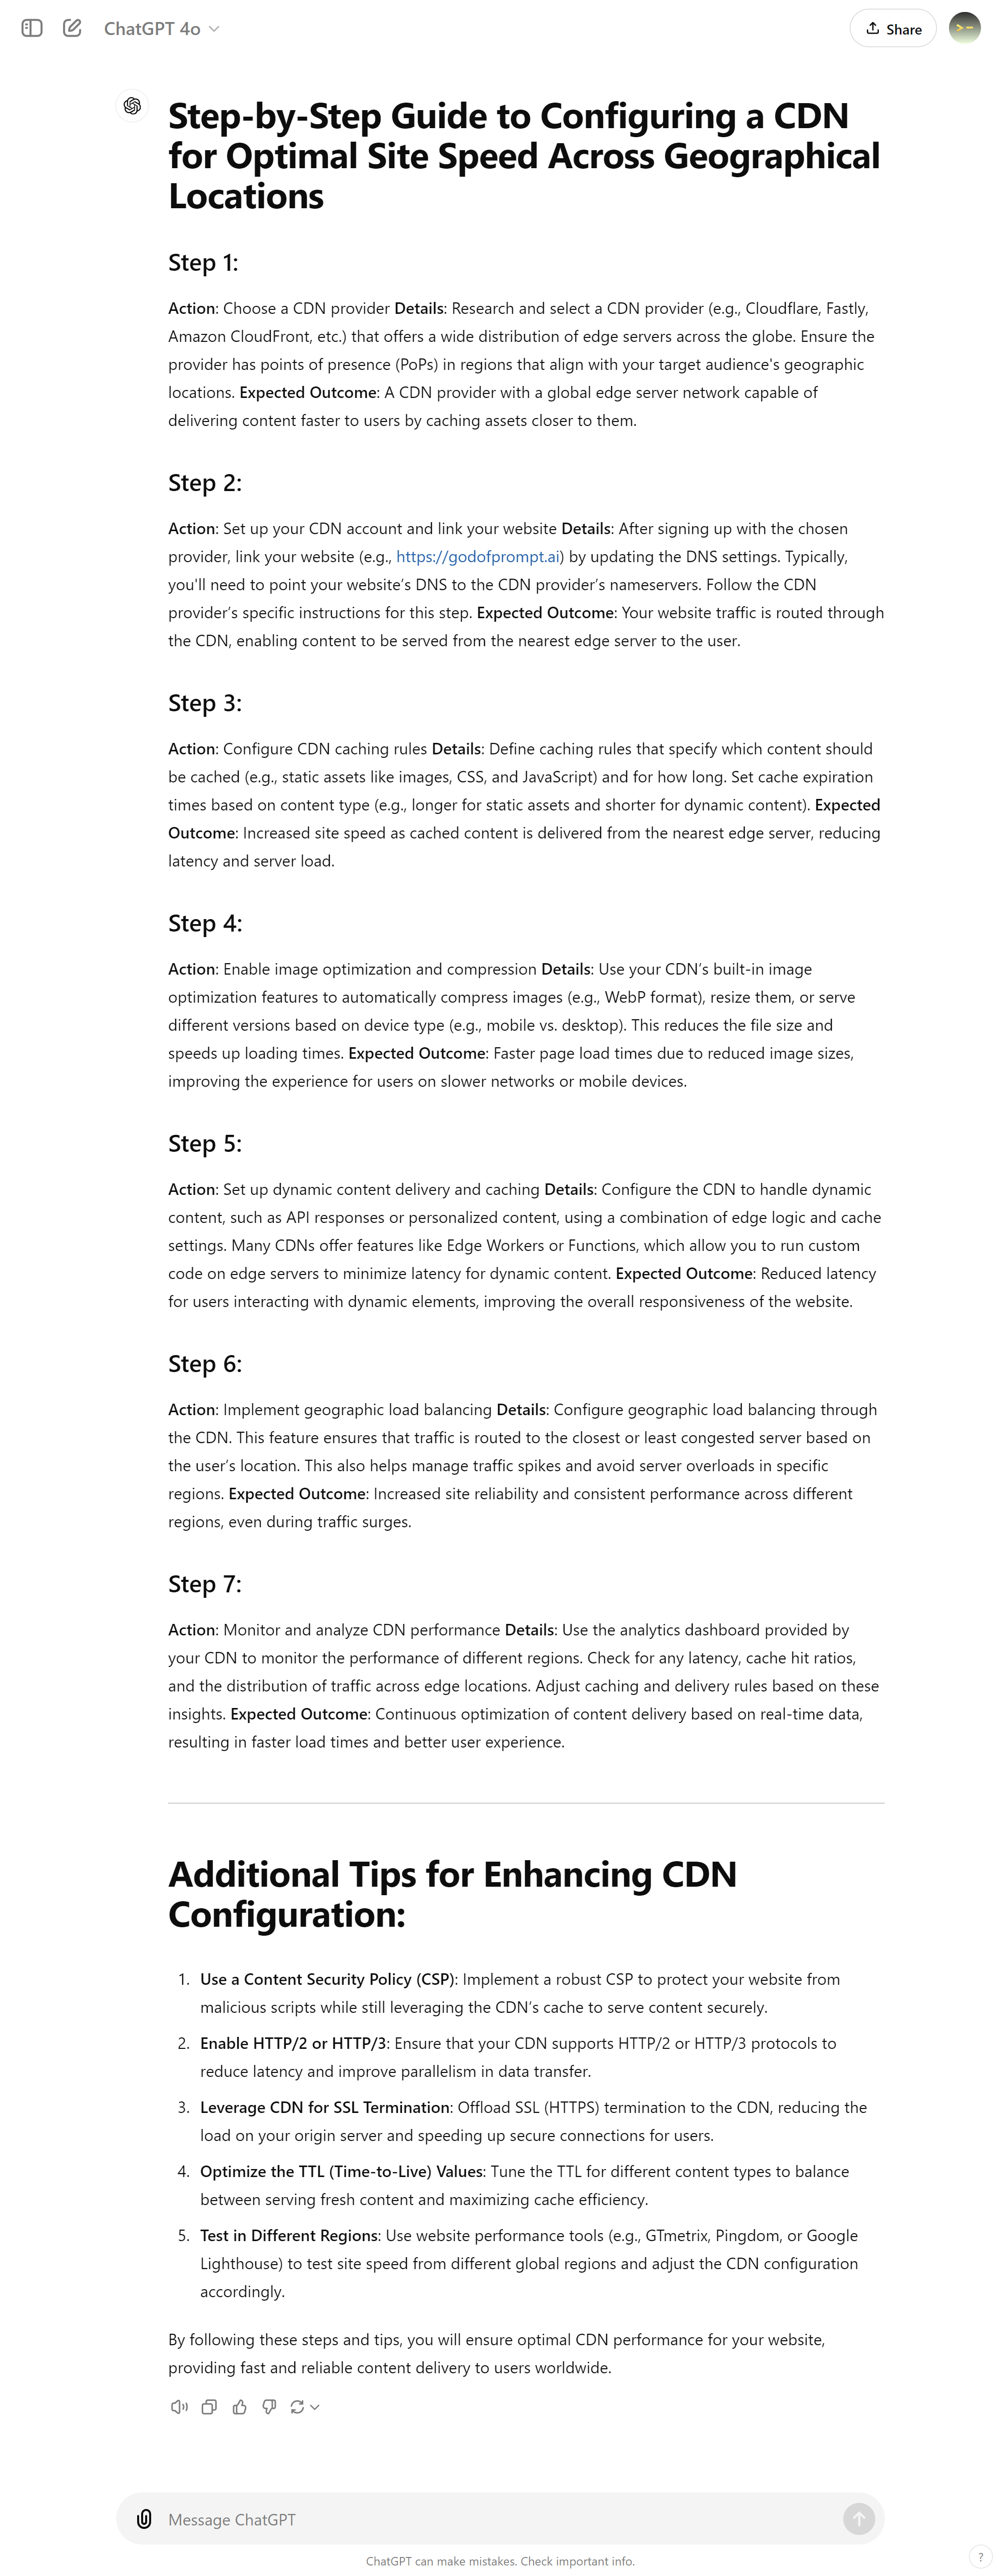 ChatGPT 4o
Share
Step-by-Step Guide to Configuring a CDN
for Optimal Site Speed Across Geographical
Locations
Step 1:
Action: Choose a CDN provider Details: Research and select a CDN provider (e.g., Cloudflare, Fastly,
Amazon CloudFront, etc.) that offers a wide distribution of edge servers across the globe. Ensure the
provider has points of presence (PoPs) in regions that align with your target audience's geographic
locations. Expected Outcome: A CDN provider with a global edge server network capable of
delivering content faster to users by caching assets closer to them.
Step 2:
Action: Set up your CDN account and link your website Details: After signing up with the chosen
provider, link your website (e.g., https://godofprompt.ai) by updating the DNS settings. Typically,
you'll need to point your website’s DNS to the CDN provider’s nameservers. Follow the CDN
provider’s specific instructions for this step. Expected Outcome: Your website traffic is routed through
the CDN, enabling content to be served from the nearest edge server to the user.
Step 3:
Action: Configure CDN caching rules Details: Define caching rules that specify which content should
be cached (e.g., static assets like images, CSS, and JavaScript) and for how long. Set cache expiration
times based on content type (e.g., longer for static assets and shorter for dynamic content). Expected
Outcome: Increased site speed as cached content is delivered from the nearest edge server, reducing
latency and server load.
Step 4:
Action: Enable image optimization and compression Details: Use your CDN’s built-in image
optimization features to automatically compress images (e.g., WebP format), resize them, or serve
different versions based on device type (e.g., mobile vs. desktop). This reduces the file size and
speeds up loading times. Expected Outcome: Faster page load times due to reduced image sizes,
improving the experience for users on slower networks or mobile devices.
Step 5:
Action: Set up dynamic content delivery and caching Details: Configure the CDN to handle dynamic
content, such as API responses or personalized content, using a combination of edge logic and cache
settings. Many CDNs offer features like Edge Workers or Functions, which allow you to run custom
code on edge servers to minimize latency for dynamic content. Expected Outcome: Reduced latency
for users interacting with dynamic elements, improving the overall responsiveness of the website.
Step 6:
Action: Implement geographic load balancing Details: Configure geographic load balancing through
the CDN. This feature ensures that traffic is routed to the closest or least congested server based on
the user’s location. This also helps manage traffic spikes and avoid server overloads in specific
regions. Expected Outcome: Increased site reliability and consistent performance across different
regions, even during traffic surges.
Step 7:
Action: Monitor and analyze CDN performance Details: Use the analytics dashboard provided by
your CDN to monitor the performance of different regions. Check for any latency, cache hit ratios,
and the distribution of traffic across edge locations. Adjust caching and delivery rules based on these
insights. Expected Outcome: Continuous optimization of content delivery based on real-time data,
resulting in faster load times and better user experience.
Additional Tips for Enhancing CDN
Configuration:
1. Use a Content Security Policy (CSP): Implement a robust CSP to protect your website from
malicious scripts while still leveraging the CDN’s cache to serve content securely.
2. Enable HTTP/2 or HTTP/3: Ensure that your CDN supports HTTP/2 or HTTP/3 protocols to
reduce latency and improve parallelism in data transfer.
3. Leverage CDN for SSL Termination: Offload SSL (HTTPS) termination to the CDN, reducing the
load on your origin server and speeding up secure connections for users.
4. Optimize the TTL (Time-to-Live) Values: Tune the TTL for different content types to balance
between serving fresh content and maximizing cache efficiency.
5. Test in Different Regions: Use website performance tools (e.g., GTmetrix, Pingdom, or Google
Lighthouse) to test site speed from different global regions and adjust the CDN configuration
accordingly.
By following these steps and tips, you will ensure optimal CDN performance for your website,
providing fast and reliable content delivery to users worldwide.
Message ChatGPT
ChatGPT can make mistakes. Check important info.
?